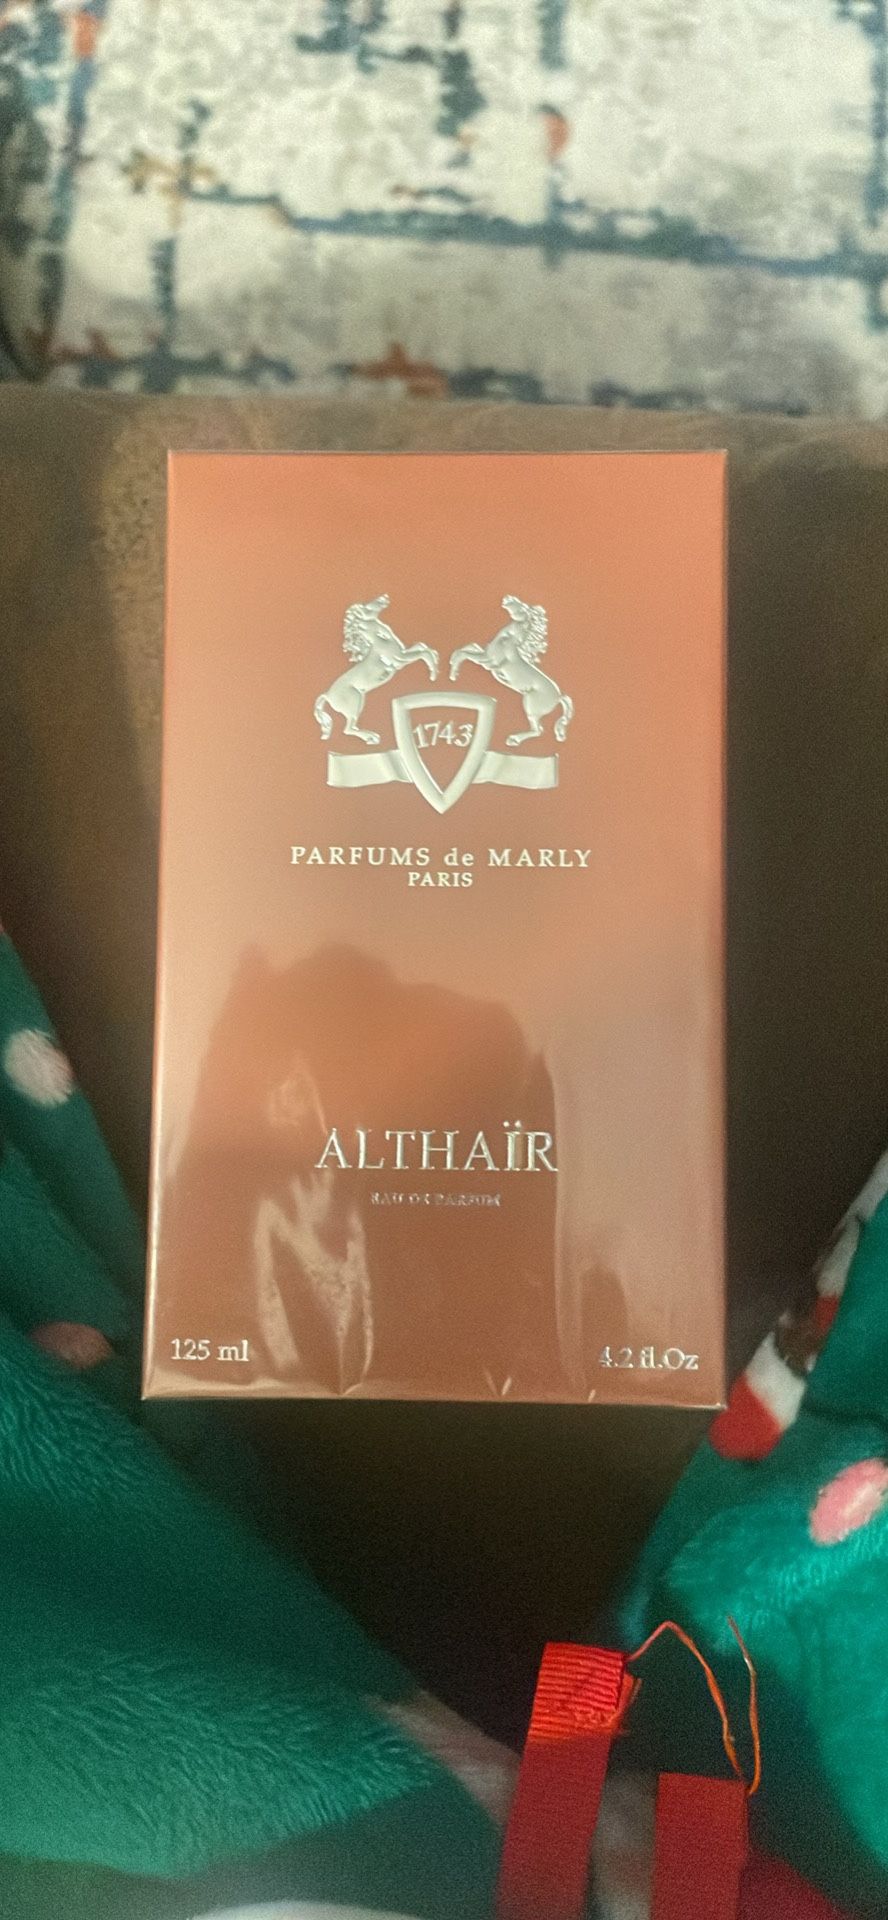 1743
PARFUMS de MARLY
PARIS
ALTHAÏR
EAU DE PARFUM
125 ml
4.2 fl.Oz